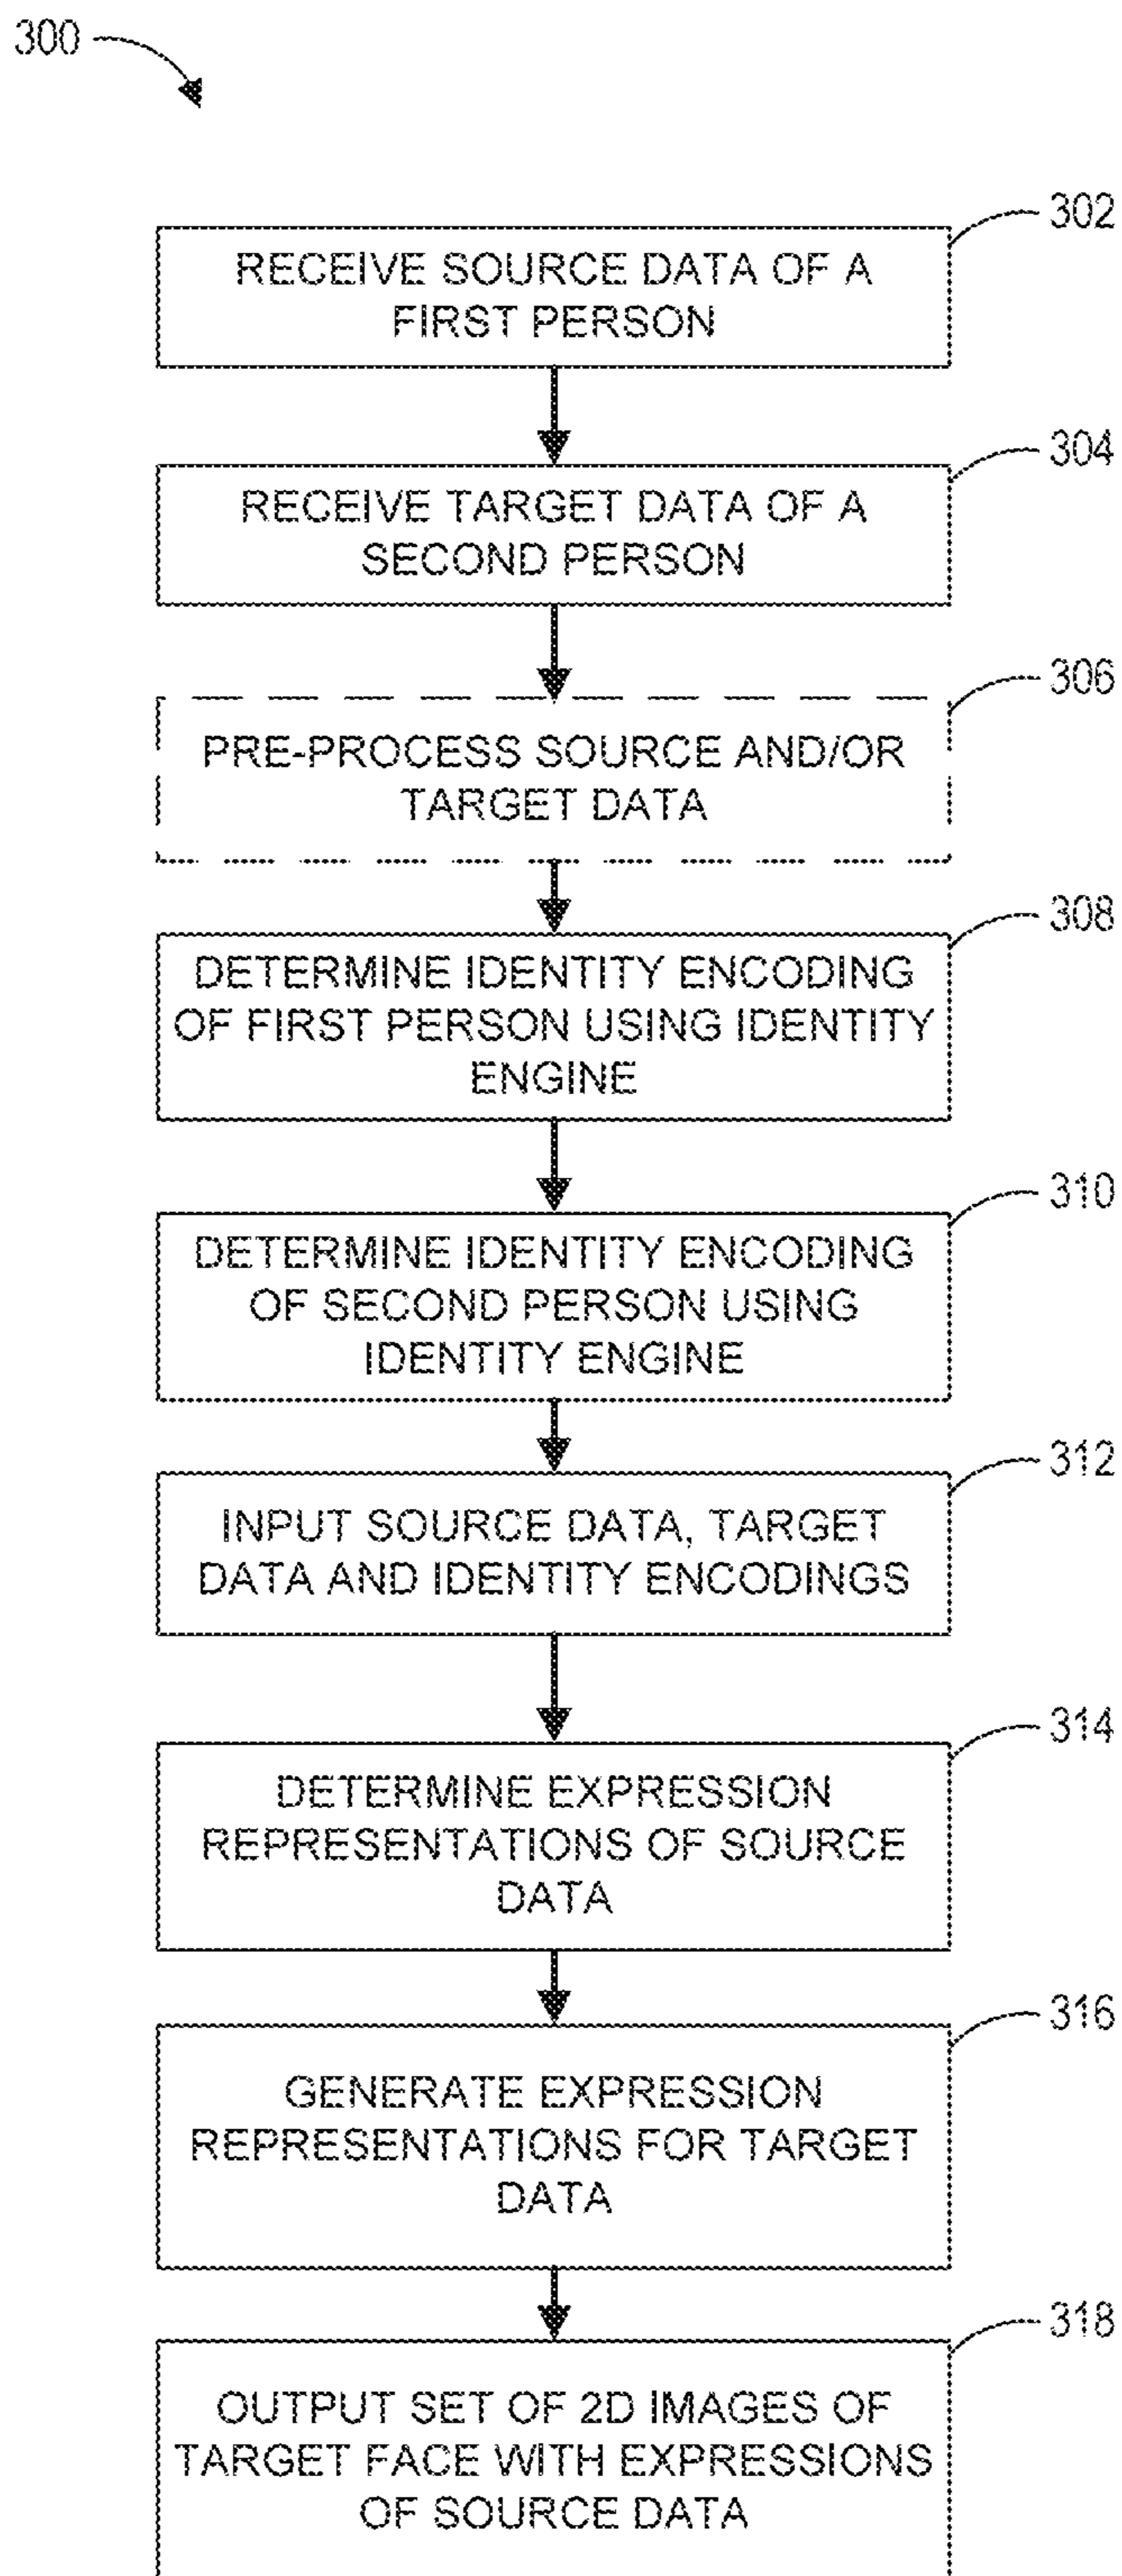 300
302
RECEIVE SOURCE DATA OF A
FIRST PERSON
304
RECEIVE TARGET DATA OF A
SECOND PERSON
306
PRE-PROCESS SOURCE AND/OR
TARGET DATA
308
DETERMINE IDENTITY ENCODING
OF FIRST PERSON USING IDENTITY
ENGINE
310
DETERMINE IDENTITY ENCODING
OF SECOND PERSON USING
IDENTITY ENGINE
312
INPUT SOURCE DATA, TARGET
DATA AND IDENTITY ENCODINGS
314
DETERMINE EXPRESSION
REPRESENTATIONS OF SOURCE
DATA
316
GENERATE EXPRESSION
REPRESENTATIONS FOR TARGET
DATA
318
OUTPUT SET OF 2D IMAGES OF
TARGET FACE WITH EXPRESSIONS
OF SOURCE DATA